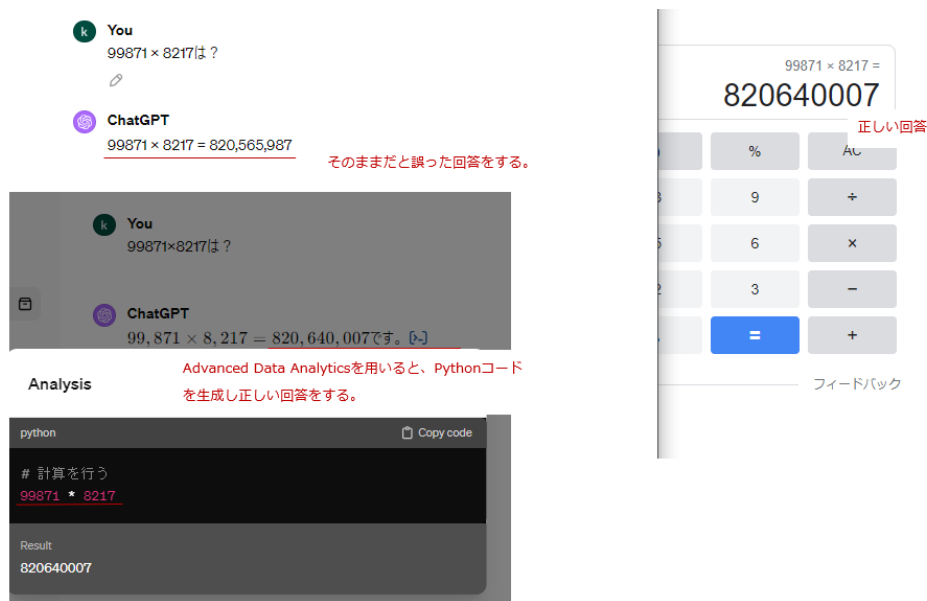 You
99871 × 8217は？
ChatGPT
99871 × 8217 = 820,565,987
そのままだと誤った回答をする。
You
99871×8217は？
ChatGPT
99, 871 × 8, 217 = 820, 640, 007です。 [>-]
Advanced Data Analyticsを用いると、Pythonコード
を生成し正しい回答をする。
Analysis
python
Copy code
# 計算を行う
99871 * 8217
Result
820640007
99871 × 8217 =
820640007
正しい回答
% AC
9 ÷
6 ×
3 −
= +
フィードバック